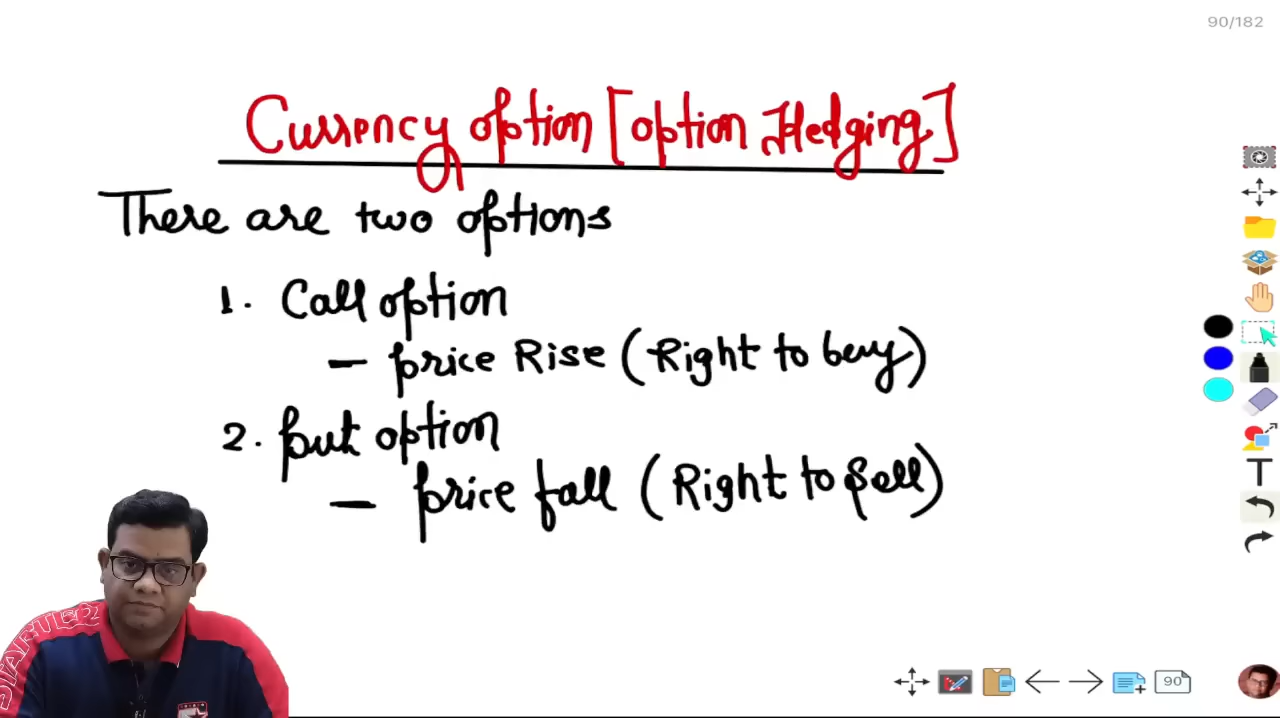 90/182
Currency option [option Hedging]
There are two options
1. Call option
– price Rise (Right to buy)
2. put option
– price fall (Right to sell)
STARTED
T
90